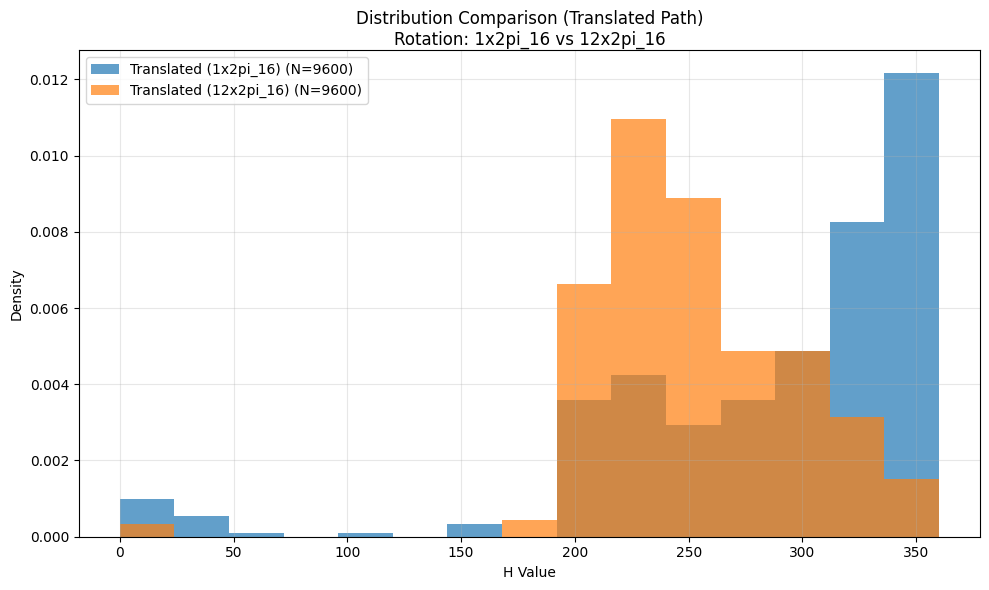 Distribution Comparison (Translated Path)
Rotation: 1x2pi_16 vs 12x2pi_16
Translated (1x2pi_16) (N=9600)
Translated (12x2pi_16) (N=9600)
0.012
0.010
0.008
0.006
0.004
0.002
0.000
Density
0 50 100 150 200 250 300 350
H Value